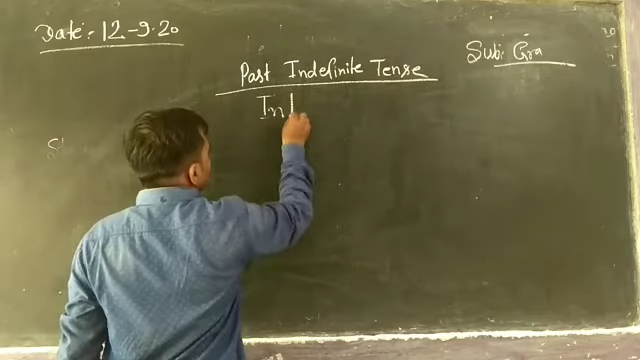 Date:- 12-9-20
Sub: Gra
Past Indefinite Tense
In